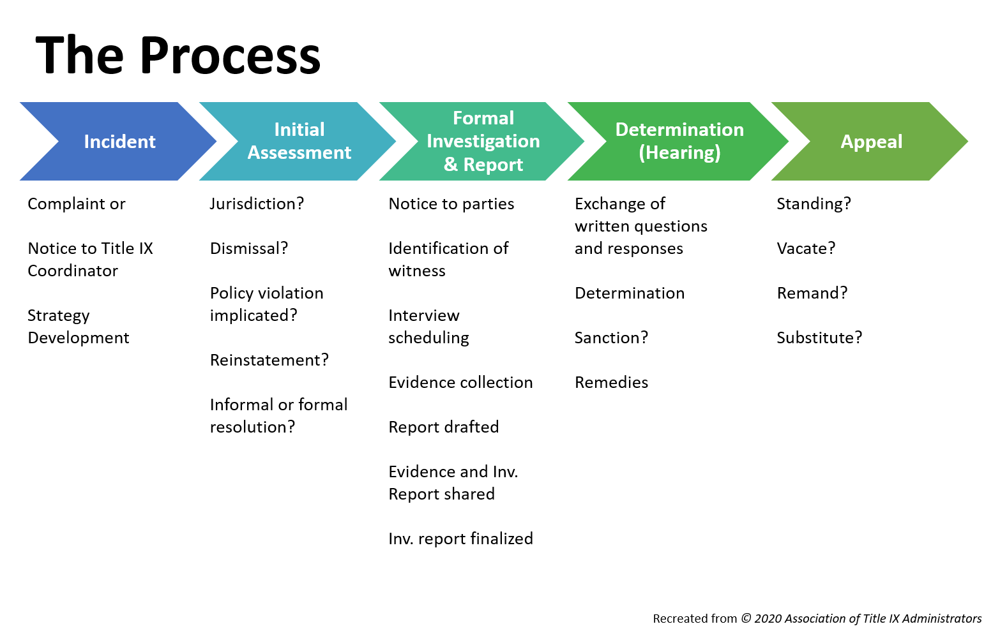 The Process
Incident
Initial
Assessment
Formal
Investigation
& Report
Determination
(Hearing)
Appeal
Complaint or
Notice to Title IX
Coordinator
Strategy
Development
Jurisdiction?
Dismissal?
Policy violation
implicated?
Reinstatement?
Informal or formal
resolution?
Notice to parties
Identification of
witness
Interview
scheduling
Evidence collection
Report drafted
Evidence and Inv.
Report shared
Inv. report finalized
Exchange of
written questions
and responses
Determination
Sanction?
Remedies
Standing?
Vacate?
Remand?
Substitute?
Recreated from © 2020 Association of Title IX Administrators